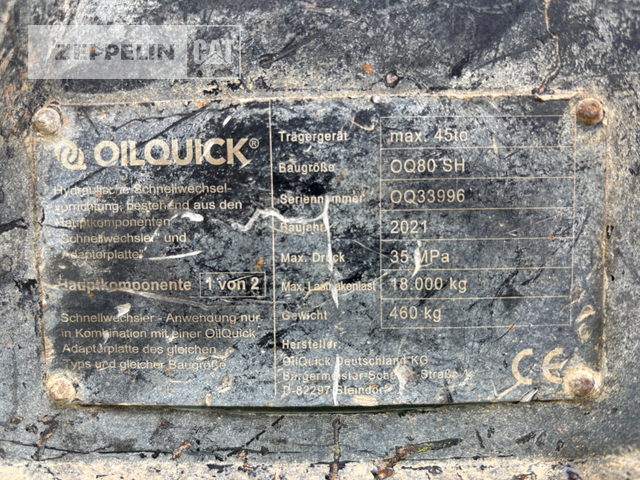 ZEPPELIN CAT
OILQUICK®
Hydraulische Schnellwechsel-
vorrichtung, bestehend aus den
Hauptkomponenten
Schnellwechsler und
Adapterplatte.
Hauptkomponente 1 von 2
Schnellwechsler - Anwendung nur
in Kombination mit einer OilQuick
Adapterplatte des gleichen
Typs und gleicher Baugröße.
Trägergerät max. 45to
Baugröße OQ80 SH
Seriennummer OQ33996
Baujahr 2021
Max. Druck 35 MPa
Max. Lasthakenlast 18.000 kg
Gewicht 460 kg
Hersteller:
OilQuick Deutschland KG
Straße
D-82297 Steindorf
CE